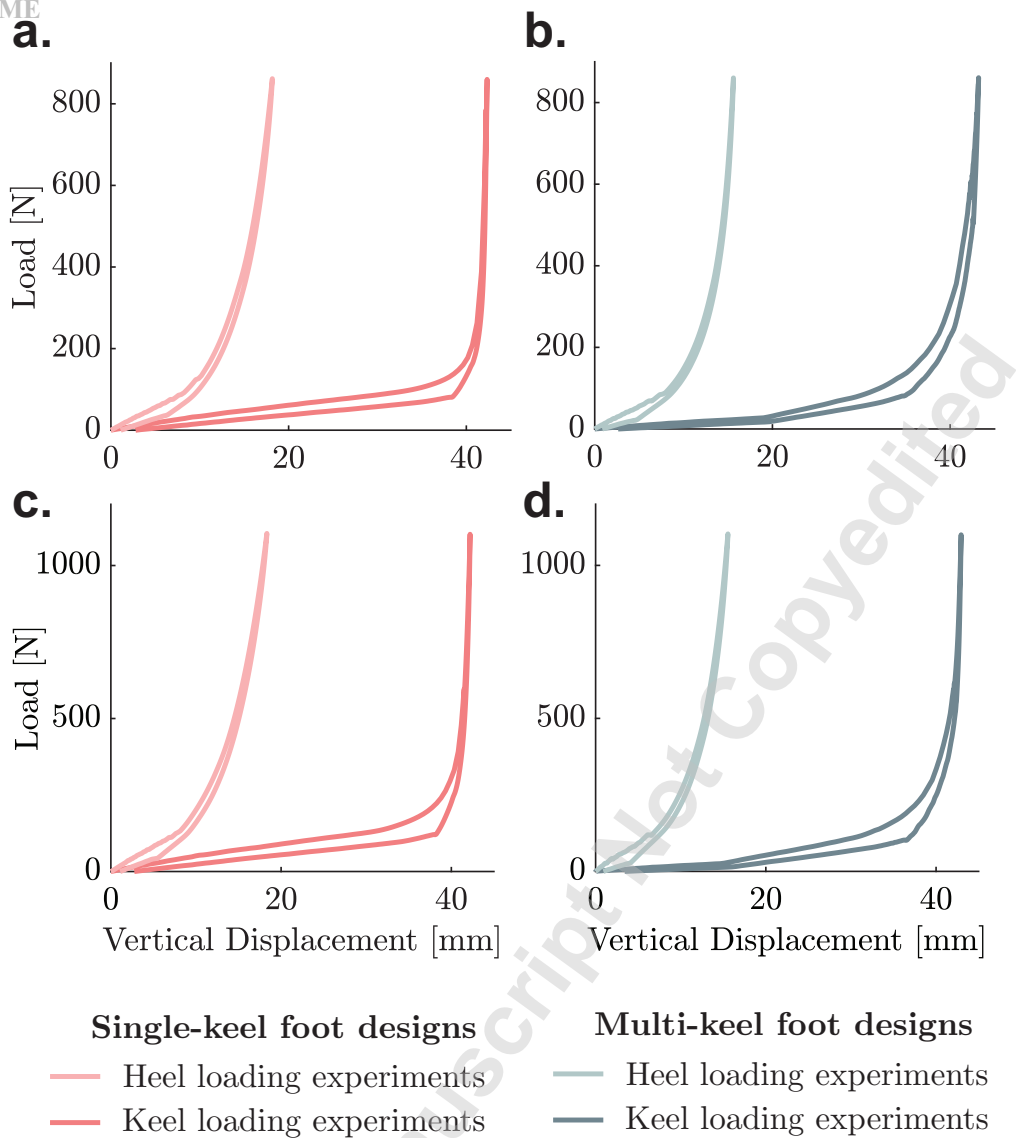 ME
a.
b.
Load [N]
800
600
400
200
0
0
20
40
800
600
400
200
0
0
20
40
c.
d.
Load [N]
1000
500
0
0
20
40
Vertical Displacement [mm]
1000
500
0
0
20
40
Vertical Displacement [mm]
Single-keel foot designs
Heel loading experiments
Keel loading experiments
Multi-keel foot designs
Heel loading experiments
Keel loading experiments
uscript Not Copyedited